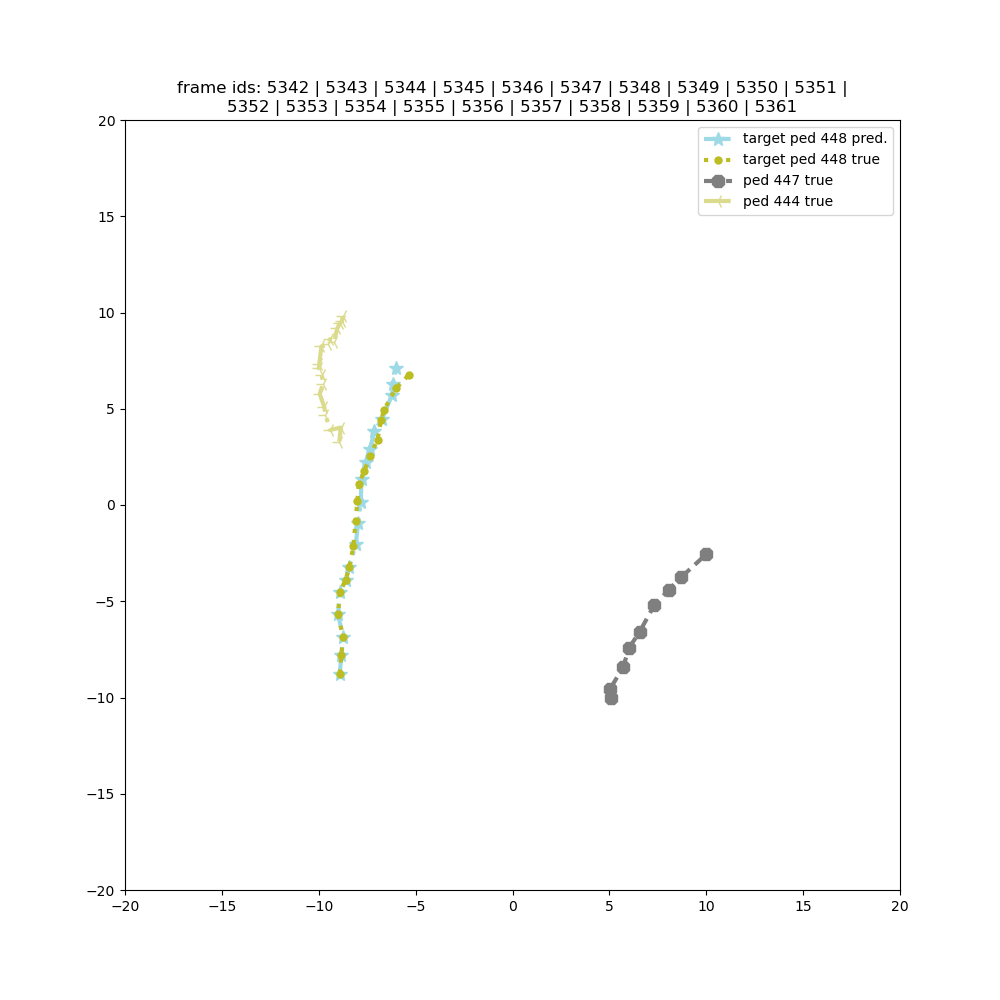 frame ids: 5342 | 5343 | 5344 | 5345 | 5346 | 5347 | 5348 | 5349 | 5350 | 5351 |
5352 | 5353 | 5354 | 5355 | 5356 | 5357 | 5358 | 5359 | 5360 | 5361
target ped 448 pred.
target ped 448 true
ped 447 true
ped 444 true
20
15
10
5
0
−5
−10
−15
−20
−20 −15 −10 −5 0 5 10 15 20